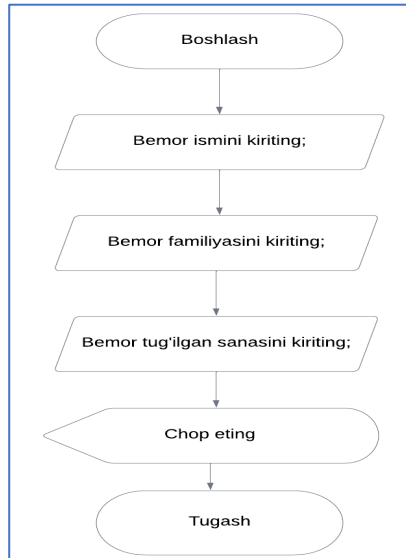 Boshlash
Bemor ismini kiriting;
Bemor familiyasini kiriting;
Bemor tug'ilgan sanasini kiriting;
Chop eting
Tugash